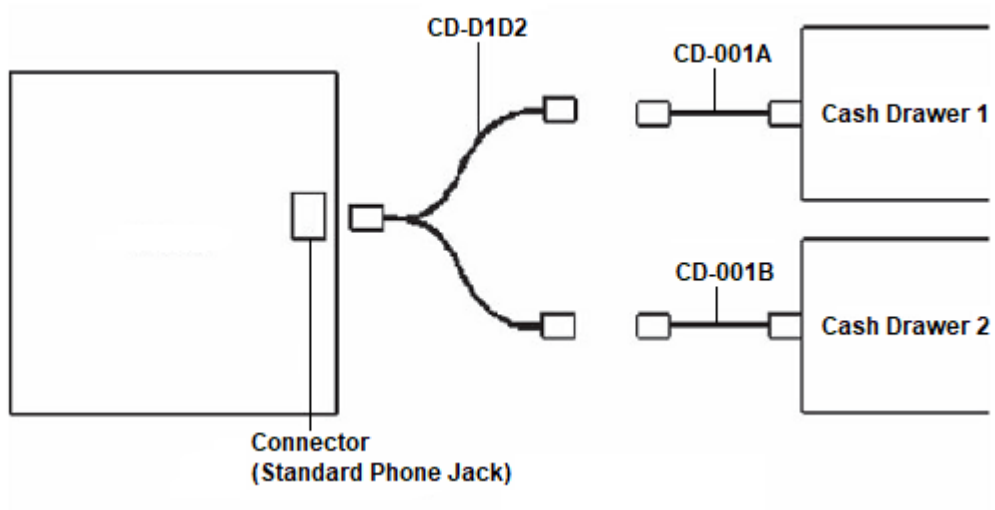 CD-D1D2
CD-001A
Cash Drawer 1
CD-001B
Cash Drawer 2
Connector
(Standard Phone Jack)